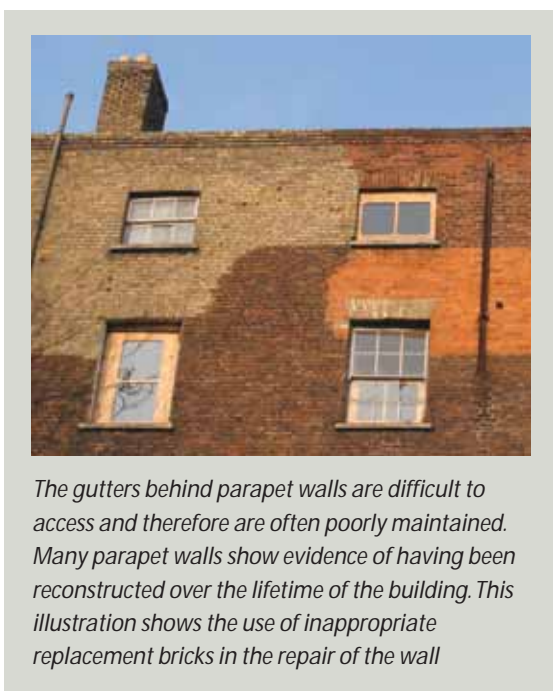 The gutters behind parapet walls are difficult to
access and therefore are often poorly maintained.
Many parapet walls show evidence of having been
reconstructed over the lifetime of the building. This
illustration shows the use of inappropriate
replacement bricks in the repair of the wall